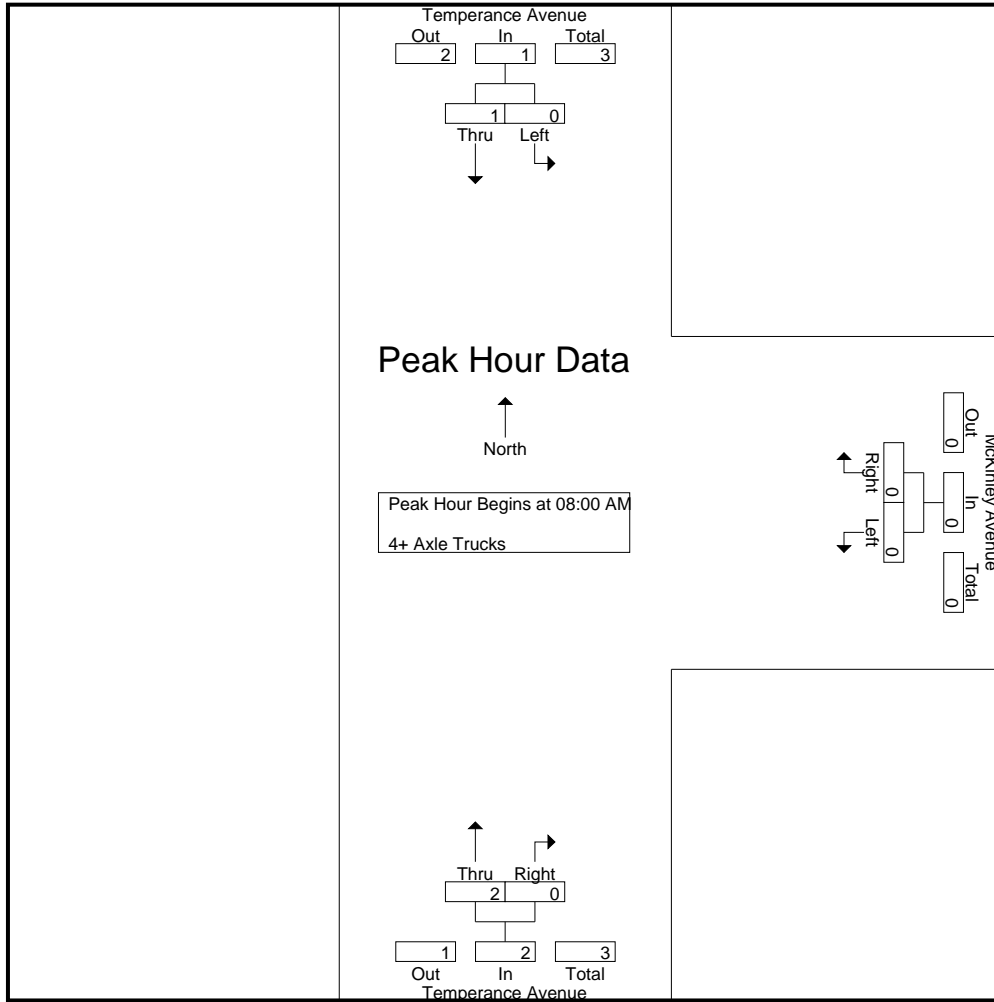 Temperance Avenue
Out In Total
2 1 3
1 0
Thru Left
Peak Hour Data
North
Peak Hour Begins at 08:00 AM
4+ Axle Trucks
McKinley Avenue
Out In Total
0 0 0
Right Left
0 0
Thru Right
2 0
1 2 3
Out In Total
Temperance Avenue